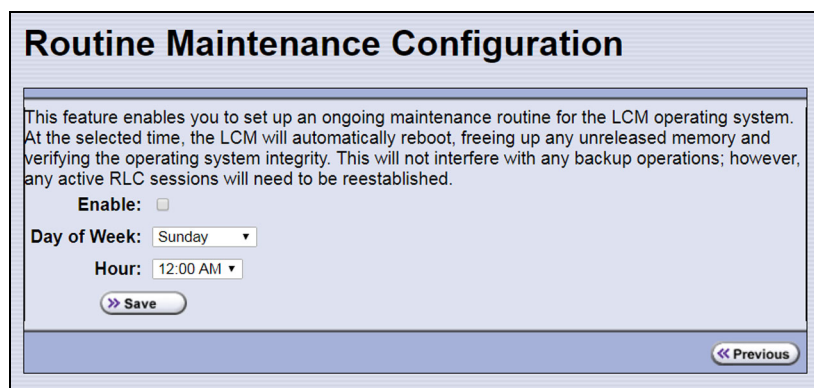 Routine Maintenance Configuration
This feature enables you to set up an ongoing maintenance routine for the LCM operating system.
At the selected time, the LCM will automatically reboot, freeing up any unreleased memory and
verifying the operating system integrity. This will not interfere with any backup operations; however,
any active RLC sessions will need to be reestablished.
Enable:
Day of Week: Sunday
Hour: 12:00 AM
Save
Previous